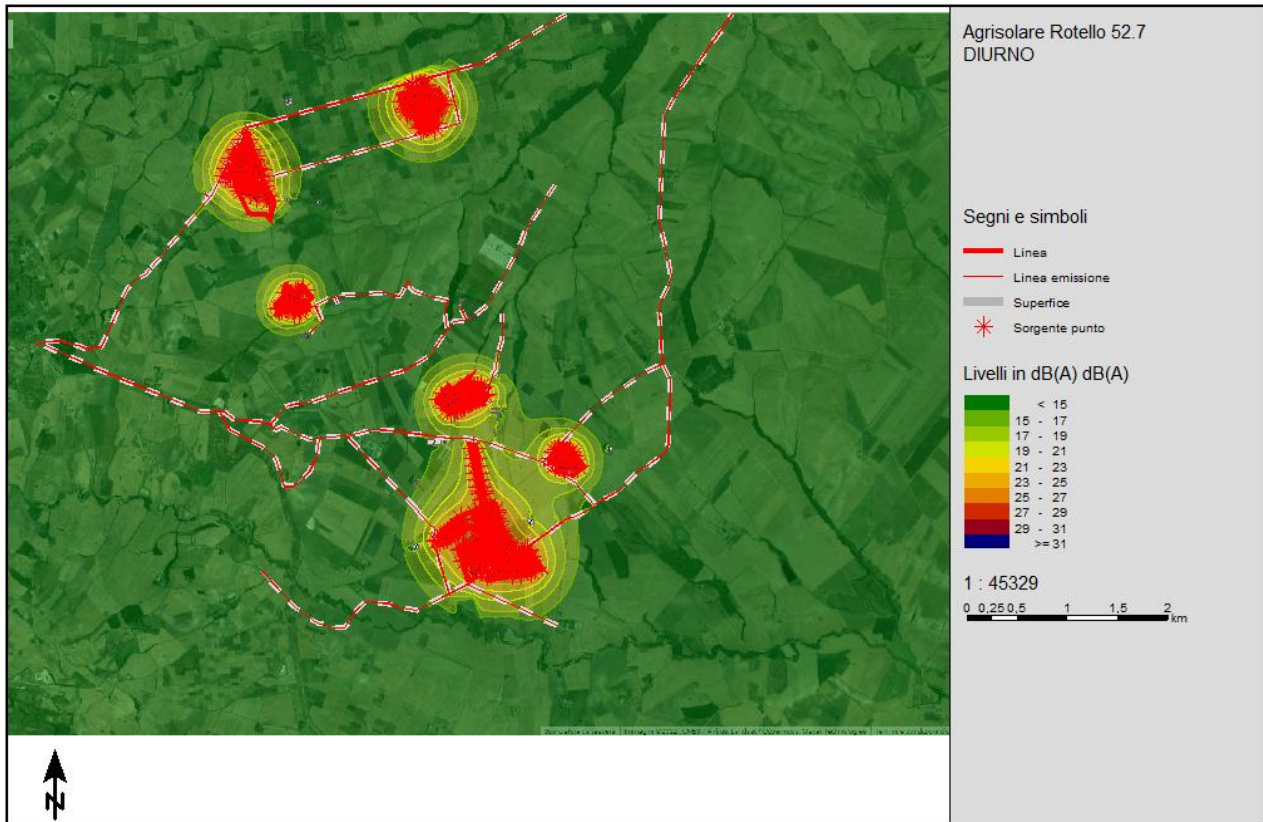 Agrisolare Rotello 52.7
DIURNO
Segni e simboli
Linea
Linea emissione
Superfice
Sorgente punto
Livelli in dB(A) dB(A)
< 15
15 - 17
17 - 19
19 - 21
21 - 23
23 - 25
25 - 27
27 - 29
29 - 31
>= 31
1 : 45329
0 0,25 0,5 1 1,5 2
km
N